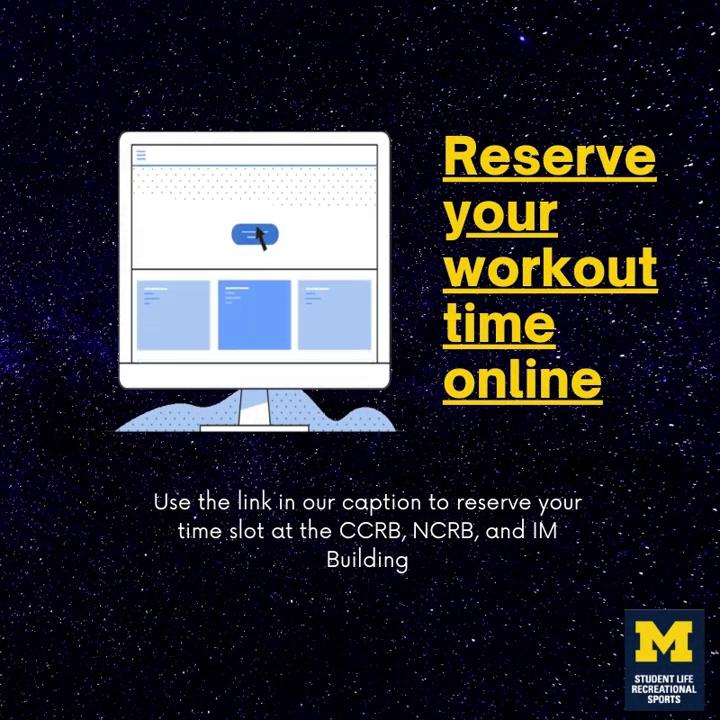 Reserve
your
workout
time
online
Use the link in our caption to reserve your
time slot at the CCRB, NCRB, and IM
Building
M
STUDENT LIFE
RECREATIONAL
SPORTS